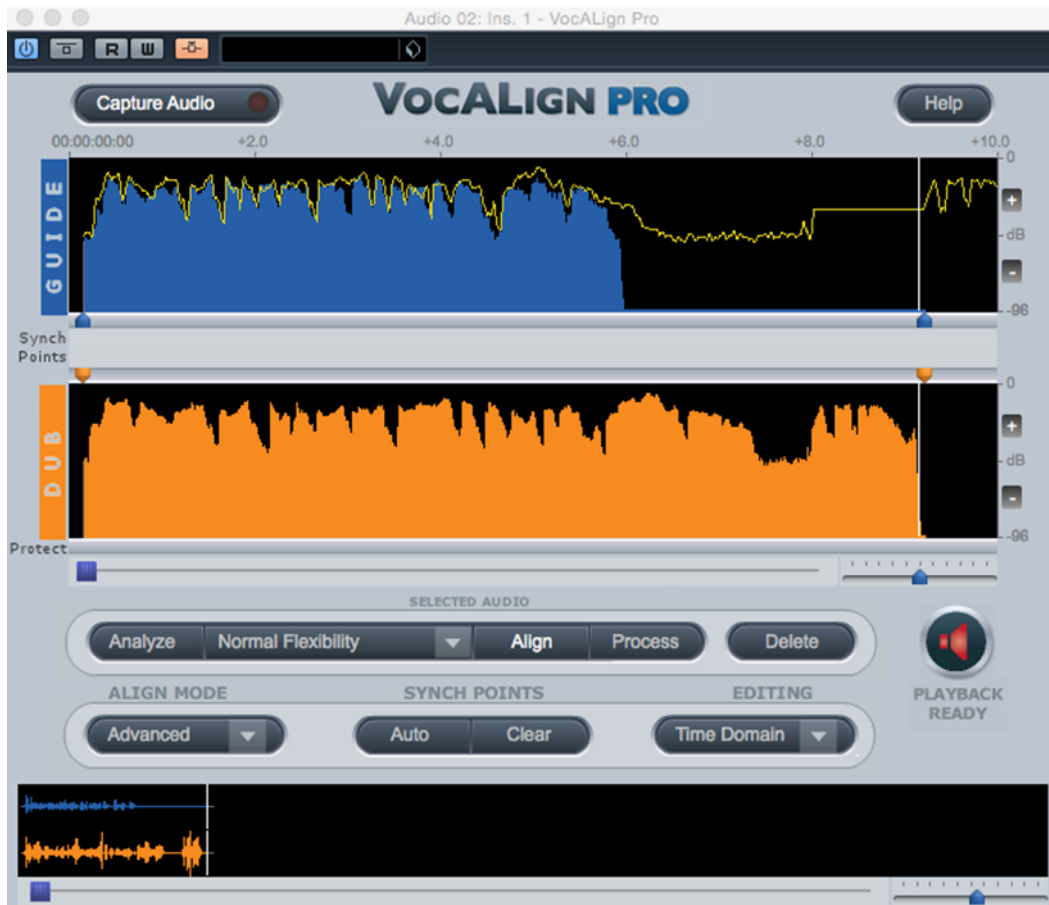 Audio 02: Ins. 1 - VocALign Pro
R W
Capture Audio
VOCALIGN PRO
Help
00:00:00:00 +2.0 +4.0 +6.0 +8.0 +10.0
GUIDE
0
+
dB
-
-96
Synch
Points
DUB
0
+
dB
-
-96
Protect
SELECTED AUDIO
Analyze Normal Flexibility Align Process Delete
ALIGN MODE SYNCH POINTS EDITING
PLAYBACK
READY
Advanced Auto Clear Time Domain